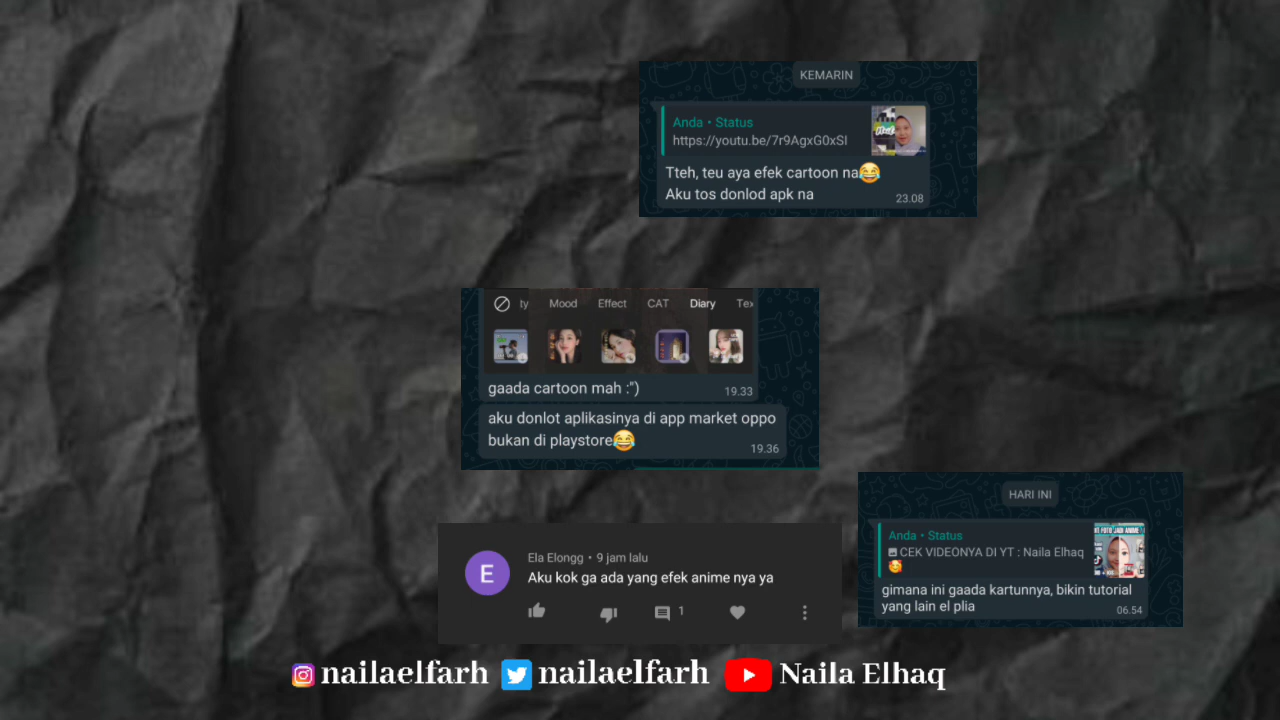 KEMARIN
Anda • Status
https://youtu.be/7r9AgxG0xSI
Tteh, teu aya efek cartoon na😂
Aku tos donlod apk na
23.08
ty Mood Effect CAT Diary Tex
gaada cartoon mah :")
19.33
aku donlot aplikasinya di app market oppo
bukan di playstore😂
19.36
HARI INI
Anda • Status
CEK VIDEONYA DI YT : Naila Elhaq
🥰
gimana ini gaada kartunnya, bikin tutorial
yang lain el plia
06.54
E
Ela Elongg • 9 jam lalu
Aku kok ga ada yang efek anime nya ya
1
nailaelfarh nailaelfarh Naila Elhaq